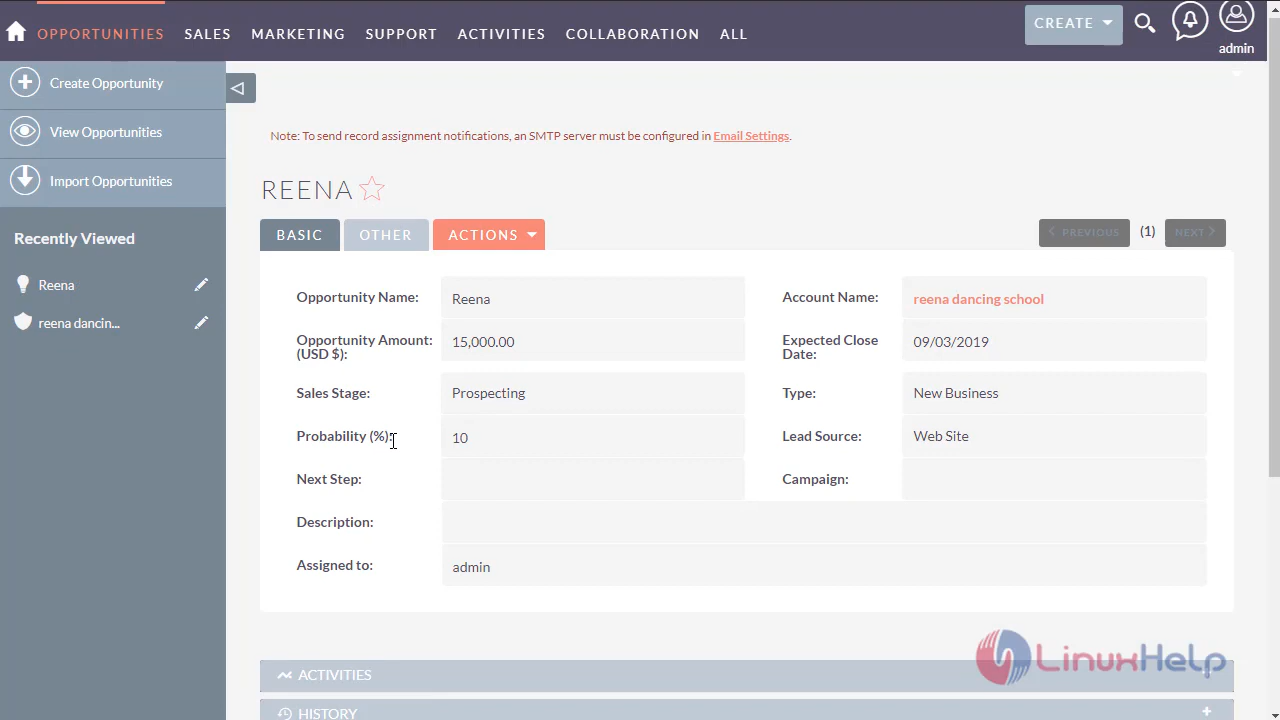 OPPORTUNITIES SALES MARKETING SUPPORT ACTIVITIES COLLABORATION ALL CREATE admin
Create Opportunity
View Opportunities
Import Opportunities
Recently Viewed
Reena
reena dancin...
Note: To send record assignment notifications, an SMTP server must be configured in Email Settings.
REENA
BASIC OTHER ACTIONS PREVIOUS (1) NEXT
Opportunity Name: Reena Account Name: reena dancing school
Opportunity Amount: (USD $): 15,000.00 Expected Close Date: 09/03/2019
Sales Stage: Prospecting Type: New Business
Probability (%): 10 Lead Source: Web Site
Next Step: Campaign:
Description:
Assigned to: admin
LinuxHelp
ACTIVITIES
HISTORY